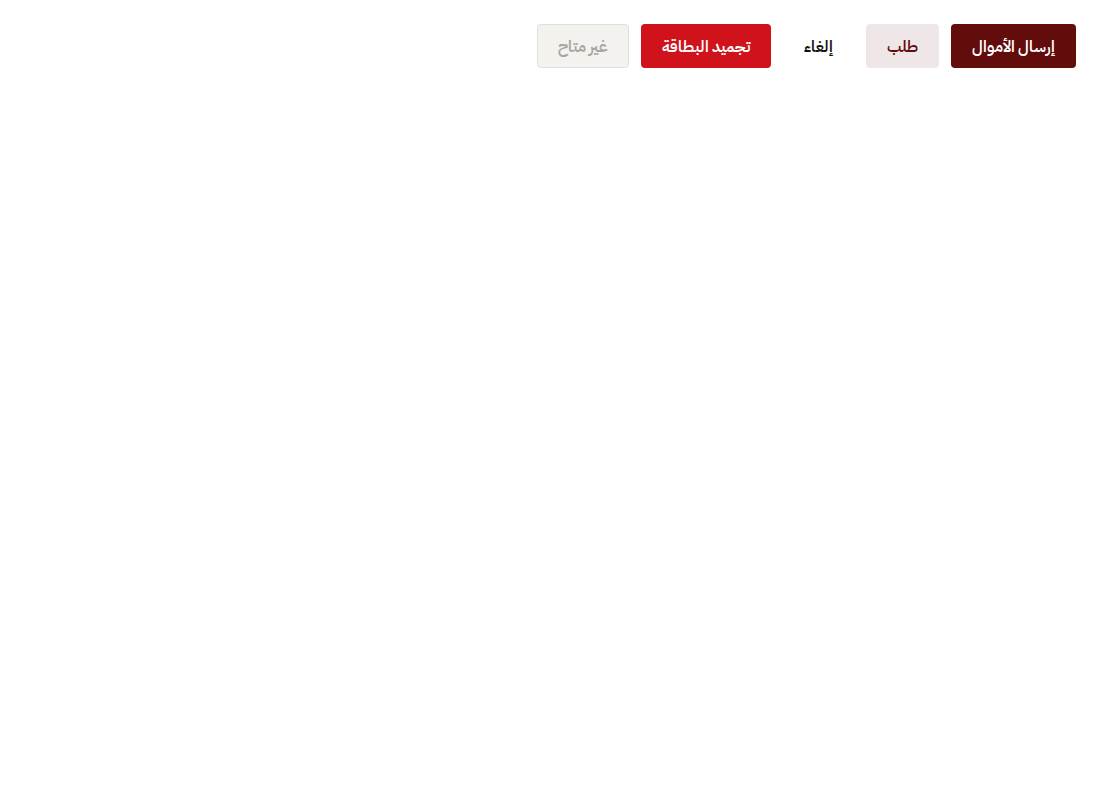 إرسال الأموال
طلب
إلغاء
تجميد البطاقة
غير متاح